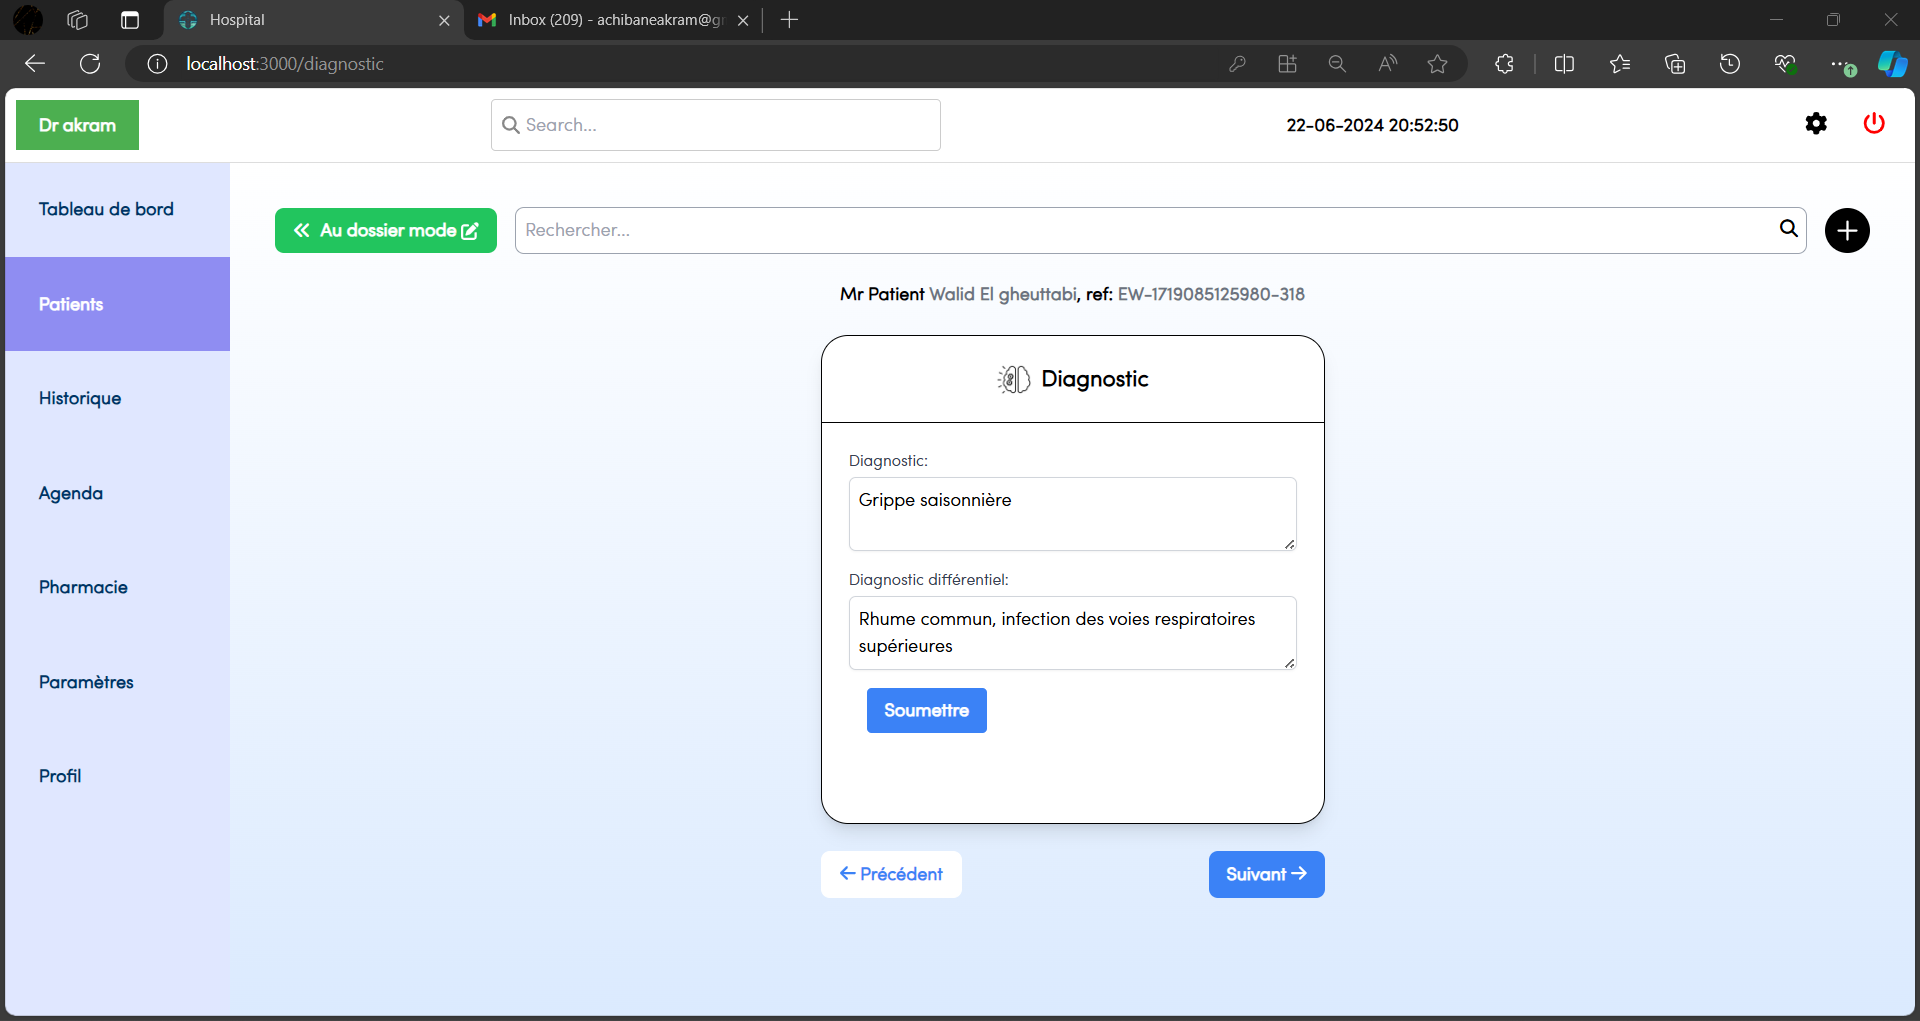 Hospital
Inbox (209) - achibaneakram@gr
localhost:3000/diagnostic
Dr akram
Search...
22-06-2024 20:52:50
Tableau de bord
Patients
Historique
Agenda
Pharmacie
Paramètres
Profil
Au dossier mode
Rechercher...
Mr Patient Walid El gheuttabi, ref: EW-1719085125980-318
Diagnostic
Diagnostic:
Grippe saisonnière
Diagnostic différentiel:
Rhume commun, infection des voies respiratoires
supérieures
Soumettre
Précédent
Suivant